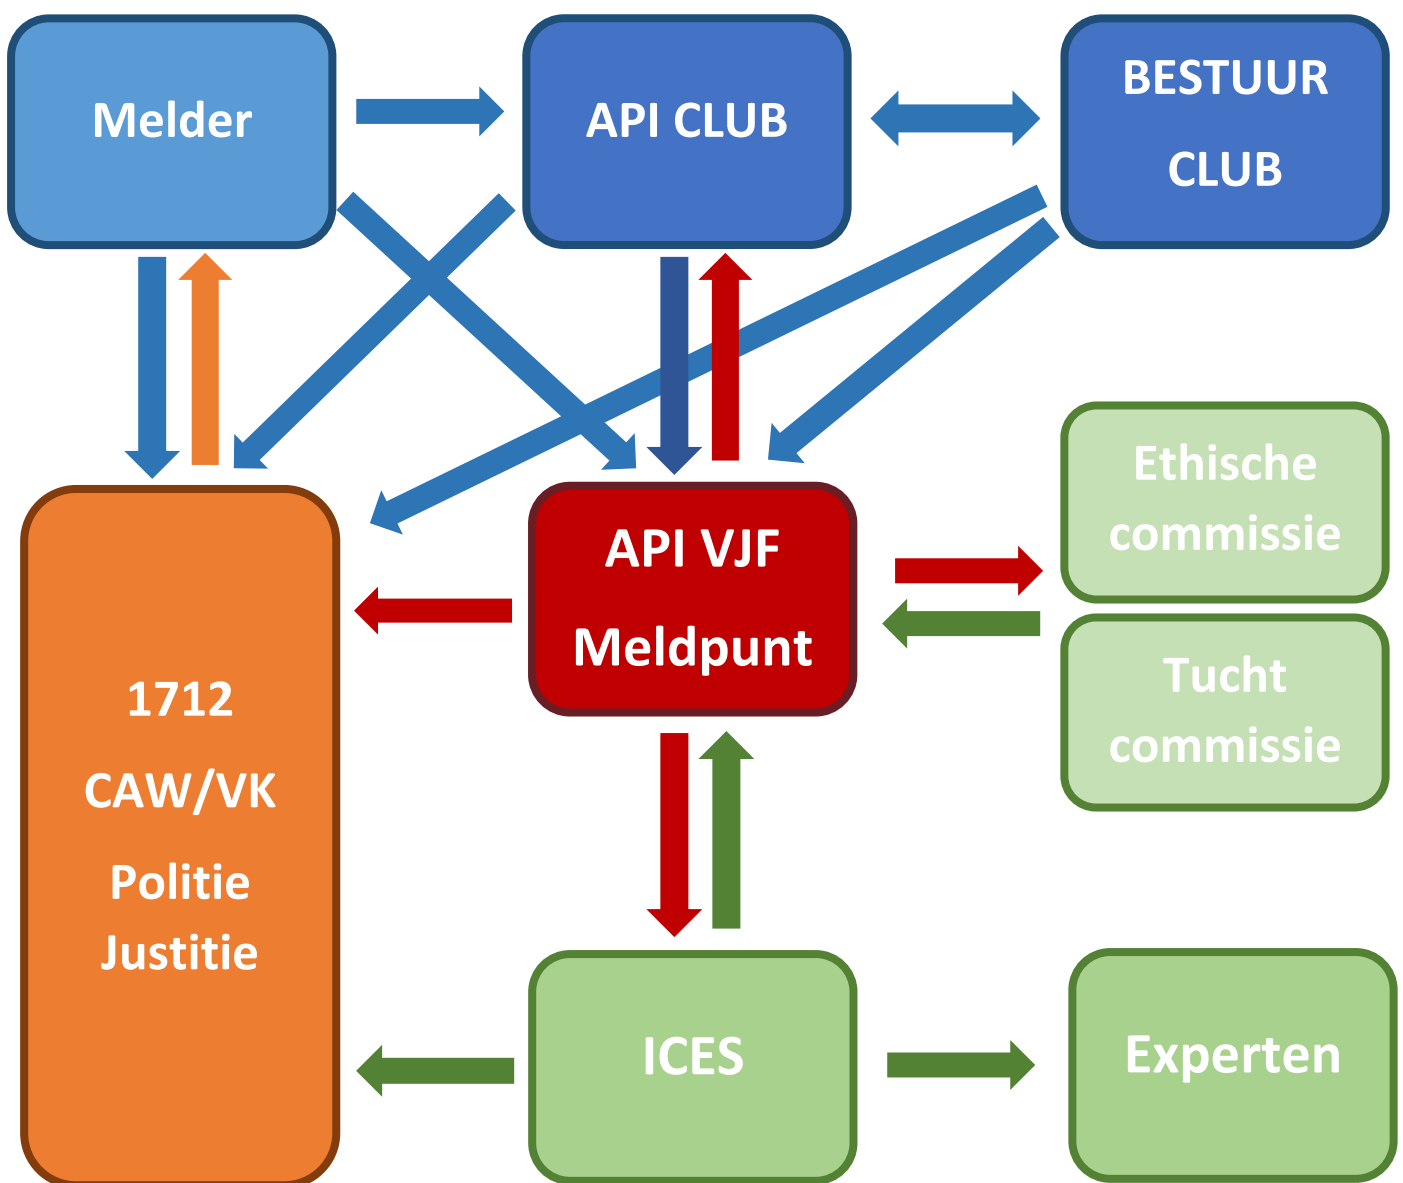 Melder
API CLUB
BESTUUR
CLUB
Ethische
commissie
API VJF
Meldpunt
Tucht
commissie
1712
CAW/VK
Politie
Justitie
ICES
Experten